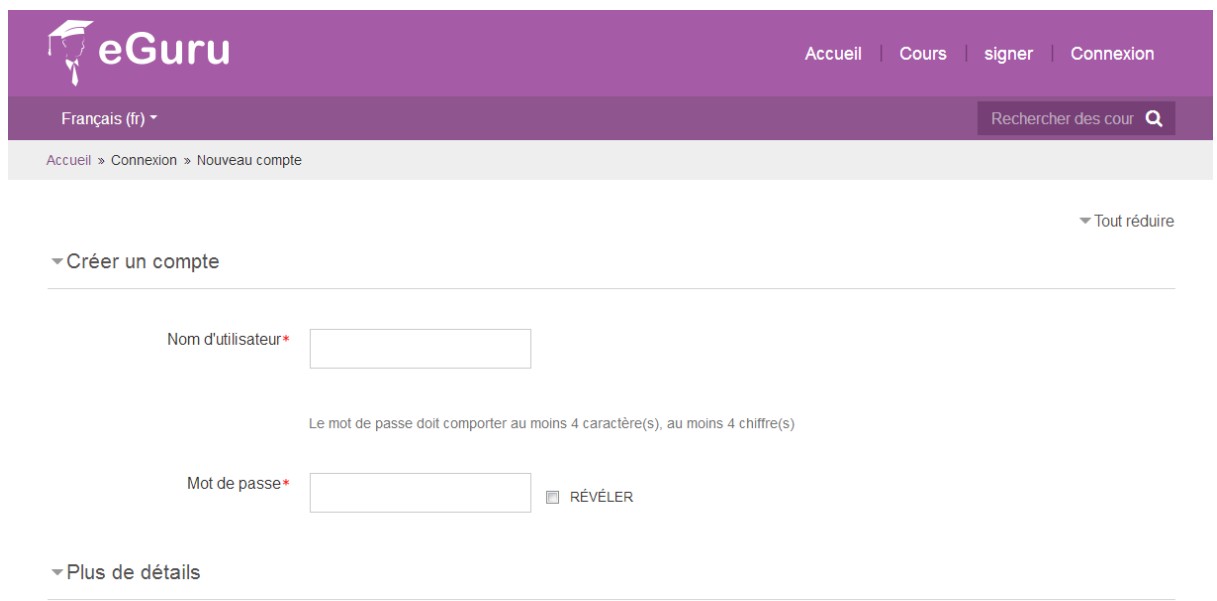 eGuru
Accueil | Cours | signer | Connexion
Français (fr)
Rechercher des cour
Accueil » Connexion » Nouveau compte
Tout réduire
Créer un compte
Nom d'utilisateur*
Le mot de passe doit comporter au moins 4 caractère(s), au moins 4 chiffre(s)
Mot de passe*
RÉVÉLER
Plus de détails